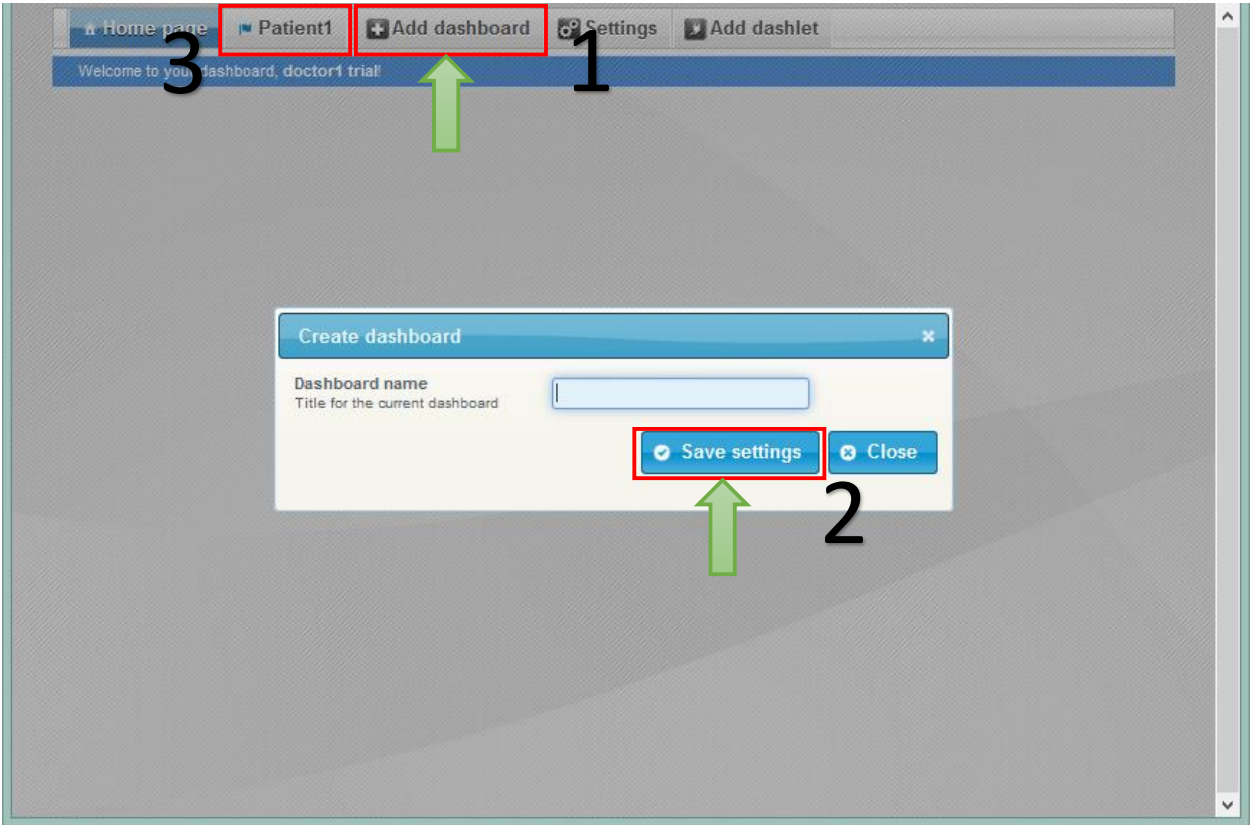 Home page Patient1 Add dashboard Settings Add dashlet
3 1
Welcome to your dashboard, doctor1 trial!
Create dashboard
Dashboard name
Title for the current dashboard
Save settings Close
2